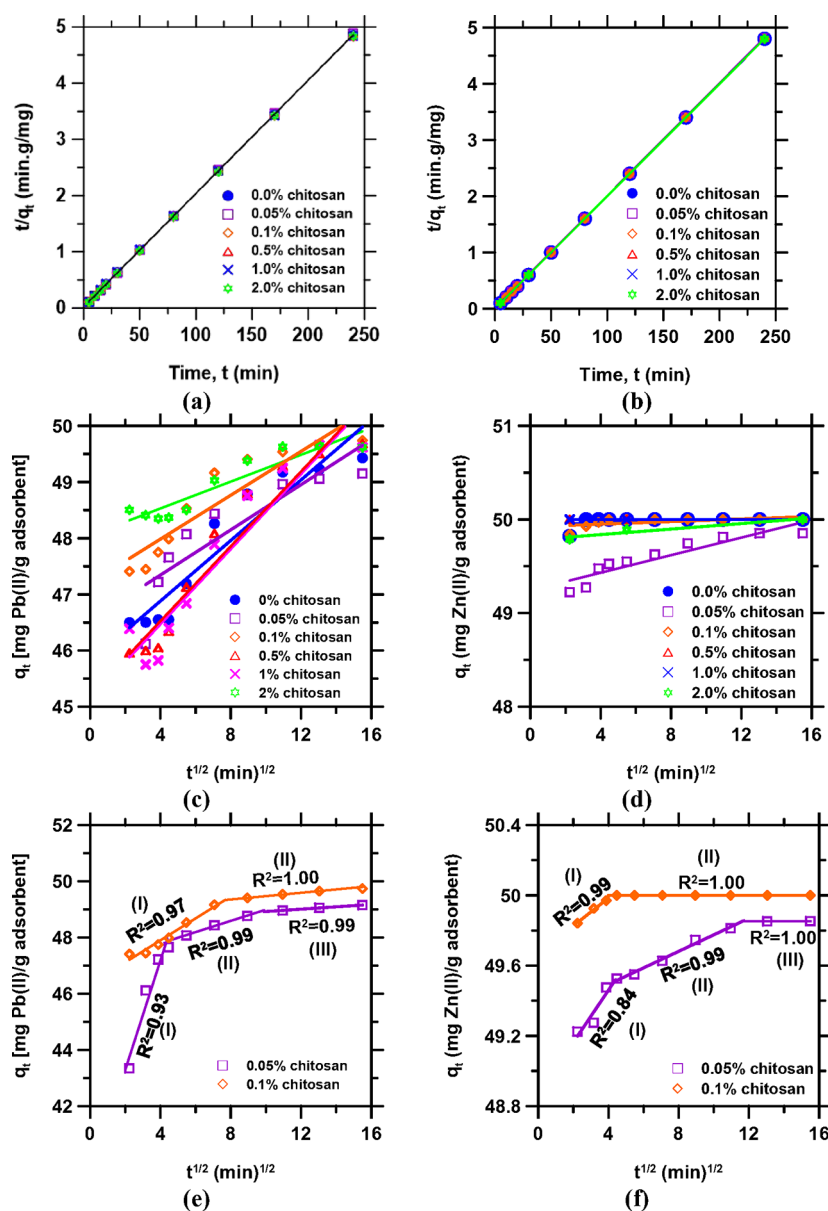 5
4
3
2
1
0
t/qt (min.g/mg)
0.0% chitosan
0.05% chitosan
0.1% chitosan
0.5% chitosan
1.0% chitosan
2.0% chitosan
0 50 100 150 200 250
Time, t (min)
(a)
5
4
3
2
1
0
t/qt (min.g/mg)
0.0% chitosan
0.05% chitosan
0.1% chitosan
0.5% chitosan
1.0% chitosan
2.0% chitosan
0 50 100 150 200 250
Time, t (min)
(b)
50
49
48
47
46
45
qt [mg Pb(II)/g adsorbent]
0% chitosan
0.05% chitosan
0.1% chitosan
0.5% chitosan
1% chitosan
2% chitosan
0 4 8 12 16
t1/2 (min)1/2
(c)
51
50
49
48
qt (mg Zn(II)/g adsorbent)
0.0% chitosan
0.05% chitosan
0.1% chitosan
0.5% chitosan
1.0% chitosan
2.0% chitosan
0 4 8 12 16
t1/2 (min)1/2
(d)
52
50
48
46
44
42
qt [mg Pb(II)/g adsorbent]
(II)
R2=1.00
(I)
R2=0.97
R2=0.99
(II)
R2=0.99
(III)
R2=0.93
(I)
0.05% chitosan
0.1% chitosan
0 4 8 12 16
t1/2 (min)1/2
(e)
50.4
50
49.6
49.2
48.8
qt (mg Zn(II)/g adsorbent)
(II)
R2=1.00
(I)
R2=0.99
R2=1.00
(III)
R2=0.99
(II)
R2=0.84
(I)
0.05% chitosan
0.1% chitosan
0 4 8 12 16
t1/2 (min)1/2
(f)